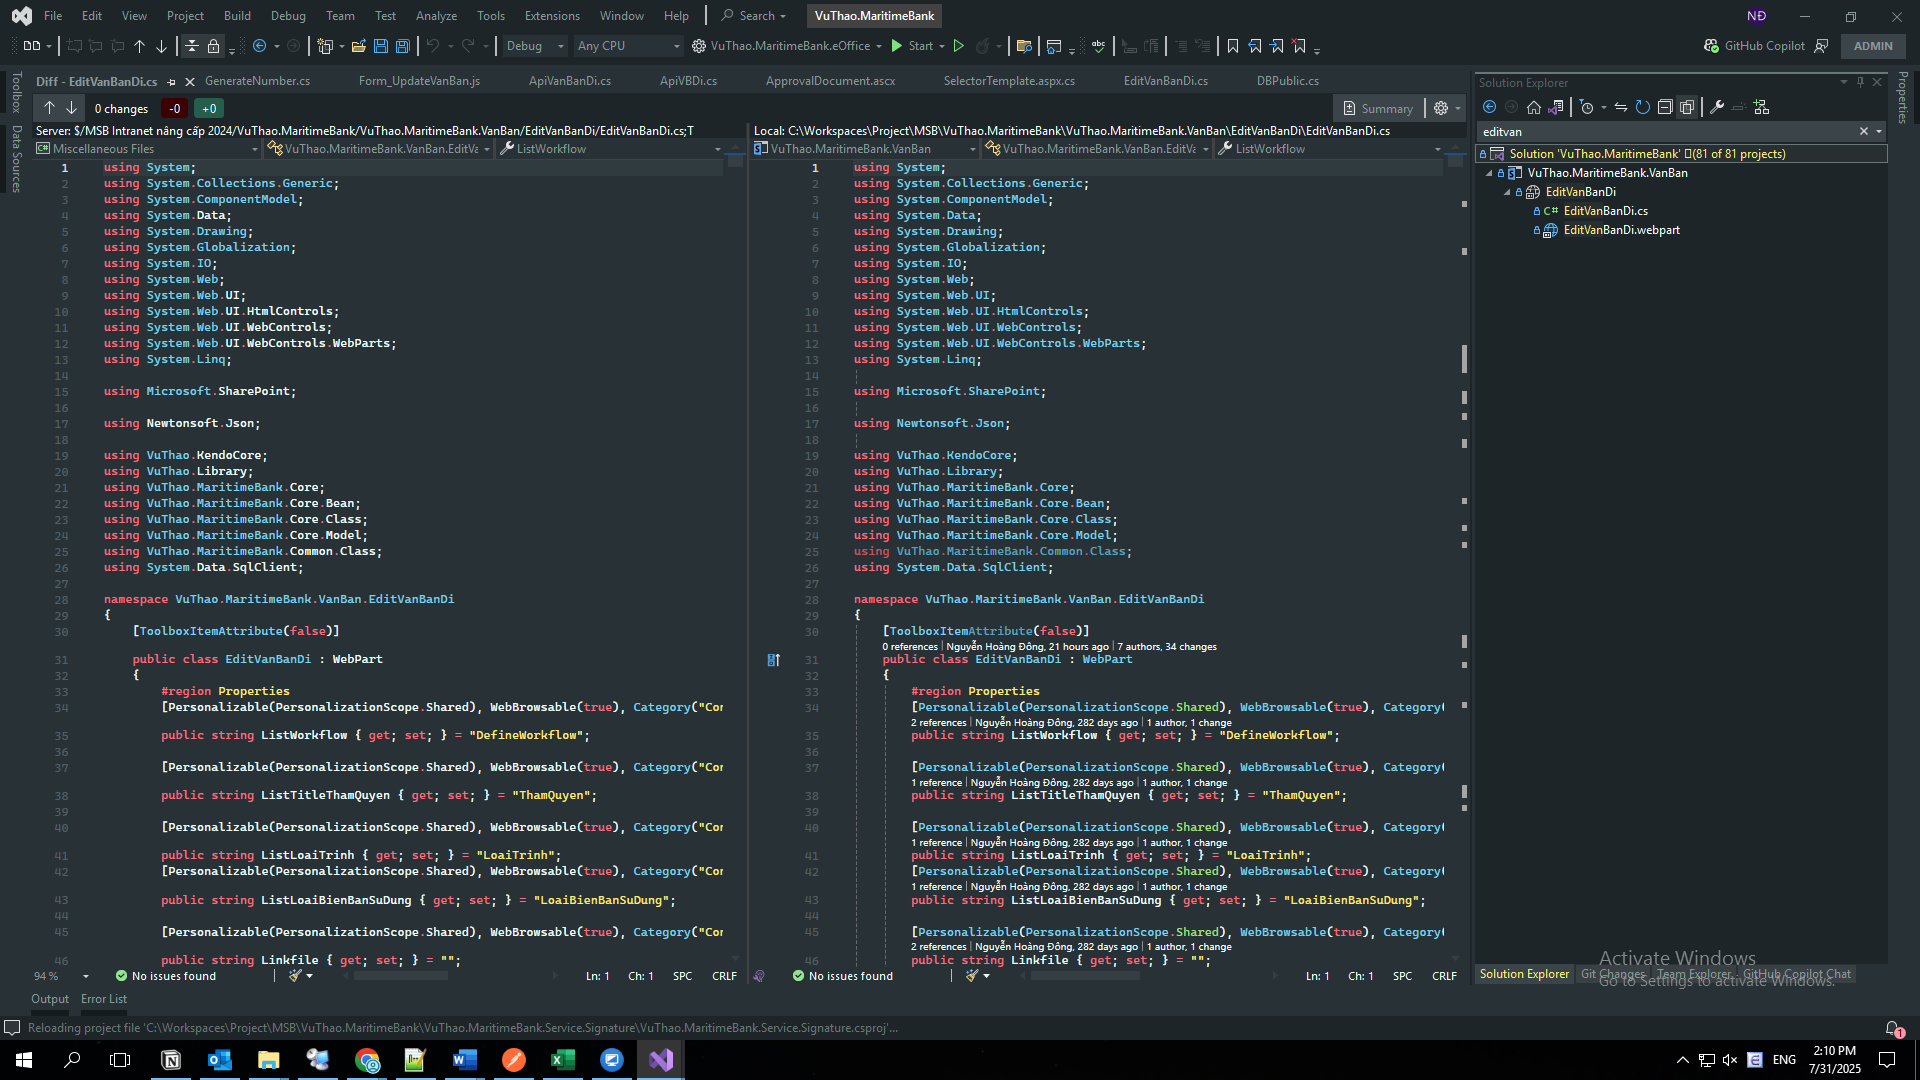 File Edit View Project Build Debug Team Test Analyze Tools Extensions Window Help Search VuThao.MaritimeBank NĐ
Debug Any CPU VuThao.MaritimeBank.eOffice Start GitHub Copilot ADMIN
Toolbox
Data Sources
Diff - EditVanBanDi.cs GenerateNumber.cs Form_UpdateVanBan.js ApiVanBanDi.cs ApiVBDi.cs ApprovalDocument.ascx SelectorTemplate.aspx.cs EditVanBanDi.cs DBPublic.cs
0 changes -0 +0 Summary
Server: $/MSB Intranet nâng cấp 2024/VuThao.MaritimeBank/VuThao.MaritimeBank.VanBan/EditVanBanDi/EditVanBanDi.cs;T
Miscellaneous Files VuThao.MaritimeBank.VanBan.EditVa ListWorkflow
1 using System;
2 using System.Collections.Generic;
3 using System.ComponentModel;
4 using System.Data;
5 using System.Drawing;
6 using System.Globalization;
7 using System.IO;
8 using System.Web;
9 using System.Web.UI;
10 using System.Web.UI.HtmlControls;
11 using System.Web.UI.WebControls;
12 using System.Web.UI.WebControls.WebParts;
13 using System.Linq;
14
15 using Microsoft.SharePoint;
16
17 using Newtonsoft.Json;
18
19 using VuThao.KendoCore;
20 using VuThao.Library;
21 using VuThao.MaritimeBank.Core;
22 using VuThao.MaritimeBank.Core.Bean;
23 using VuThao.MaritimeBank.Core.Class;
24 using VuThao.MaritimeBank.Core.Model;
25 using VuThao.MaritimeBank.Common.Class;
26 using System.Data.SqlClient;
27
28 namespace VuThao.MaritimeBank.VanBan.EditVanBanDi
29 {
30 [ToolboxItemAttribute(false)]
31 public class EditVanBanDi : WebPart
32 {
33 #region Properties
34 [Personalizable(PersonalizationScope.Shared), WebBrowsable(true), Category("Cor
35 public string ListWorkflow { get; set; } = "DefineWorkflow";
36
37 [Personalizable(PersonalizationScope.Shared), WebBrowsable(true), Category("Cor
38 public string ListTitleThamQuyen { get; set; } = "ThamQuyen";
39
40 [Personalizable(PersonalizationScope.Shared), WebBrowsable(true), Category("Cor
41 public string ListLoaiTrinh { get; set; } = "LoaiTrinh";
42 [Personalizable(PersonalizationScope.Shared), WebBrowsable(true), Category("Cor
43 public string ListLoaiBienBanSuDung { get; set; } = "LoaiBienBanSuDung";
44
45 [Personalizable(PersonalizationScope.Shared), WebBrowsable(true), Category("Cor
46 public string Linkfile { get; set; } = "";
94 % No issues found Ln: 1 Ch: 1 SPC CRLF
Local: C:\Workspaces\Project\MSB\VuThao.MaritimeBank\VuThao.MaritimeBank.VanBan\EditVanBanDi\EditVanBanDi.cs
VuThao.MaritimeBank.VanBan VuThao.MaritimeBank.VanBan.EditVa ListWorkflow
1 using System;
2 using System.Collections.Generic;
3 using System.ComponentModel;
4 using System.Data;
5 using System.Drawing;
6 using System.Globalization;
7 using System.IO;
8 using System.Web;
9 using System.Web.UI;
10 using System.Web.UI.HtmlControls;
11 using System.Web.UI.WebControls;
12 using System.Web.UI.WebControls.WebParts;
13 using System.Linq;
14
15 using Microsoft.SharePoint;
16
17 using Newtonsoft.Json;
18
19 using VuThao.KendoCore;
20 using VuThao.Library;
21 using VuThao.MaritimeBank.Core;
22 using VuThao.MaritimeBank.Core.Bean;
23 using VuThao.MaritimeBank.Core.Class;
24 using VuThao.MaritimeBank.Core.Model;
25 using VuThao.MaritimeBank.Common.Class;
26 using System.Data.SqlClient;
27
28 namespace VuThao.MaritimeBank.VanBan.EditVanBanDi
29 {
30 [ToolboxItemAttribute(false)]
0 references | Nguyễn Hoàng Đông, 21 hours ago | 7 authors, 34 changes
31 public class EditVanBanDi : WebPart
32 {
33 #region Properties
34 [Personalizable(PersonalizationScope.Shared), WebBrowsable(true), Category(
2 references | Nguyễn Hoàng Đông, 282 days ago | 1 author, 1 change
35 public string ListWorkflow { get; set; } = "DefineWorkflow";
36
37 [Personalizable(PersonalizationScope.Shared), WebBrowsable(true), Category(
1 reference | Nguyễn Hoàng Đông, 282 days ago | 1 author, 1 change
38 public string ListTitleThamQuyen { get; set; } = "ThamQuyen";
39
40 [Personalizable(PersonalizationScope.Shared), WebBrowsable(true), Category(
1 reference | Nguyễn Hoàng Đông, 282 days ago | 1 author, 1 change
41 public string ListLoaiTrinh { get; set; } = "LoaiTrinh";
42 [Personalizable(PersonalizationScope.Shared), WebBrowsable(true), Category(
1 reference | Nguyễn Hoàng Đông, 282 days ago | 1 author, 1 change
43 public string ListLoaiBienBanSuDung { get; set; } = "LoaiBienBanSuDung";
44
45 [Personalizable(PersonalizationScope.Shared), WebBrowsable(true), Category(
2 references | Nguyễn Hoàng Đông, 282 days ago | 1 author, 1 change
46 public string Linkfile { get; set; } = "";
No issues found Ln: 1 Ch: 1 SPC CRLF
Solution Explorer
editvan
Solution 'VuThao.MaritimeBank' (81 of 81 projects)
VuThao.MaritimeBank.VanBan
EditVanBanDi
C# EditVanBanDi.cs
EditVanBanDi.webpart
Properties
Activate Windows
Go to Settings to activate Windows.
Solution Explorer Git Changes Team Explorer GitHub Copilot Chat
Output Error List
Reloading project file 'C:\Workspaces\Project\MSB\VuThao.MaritimeBank\VuThao.MaritimeBank.Service.Signature\VuThao.MaritimeBank.Service.Signature.csproj'...
1
ENG
2:10 PM
7/31/2025